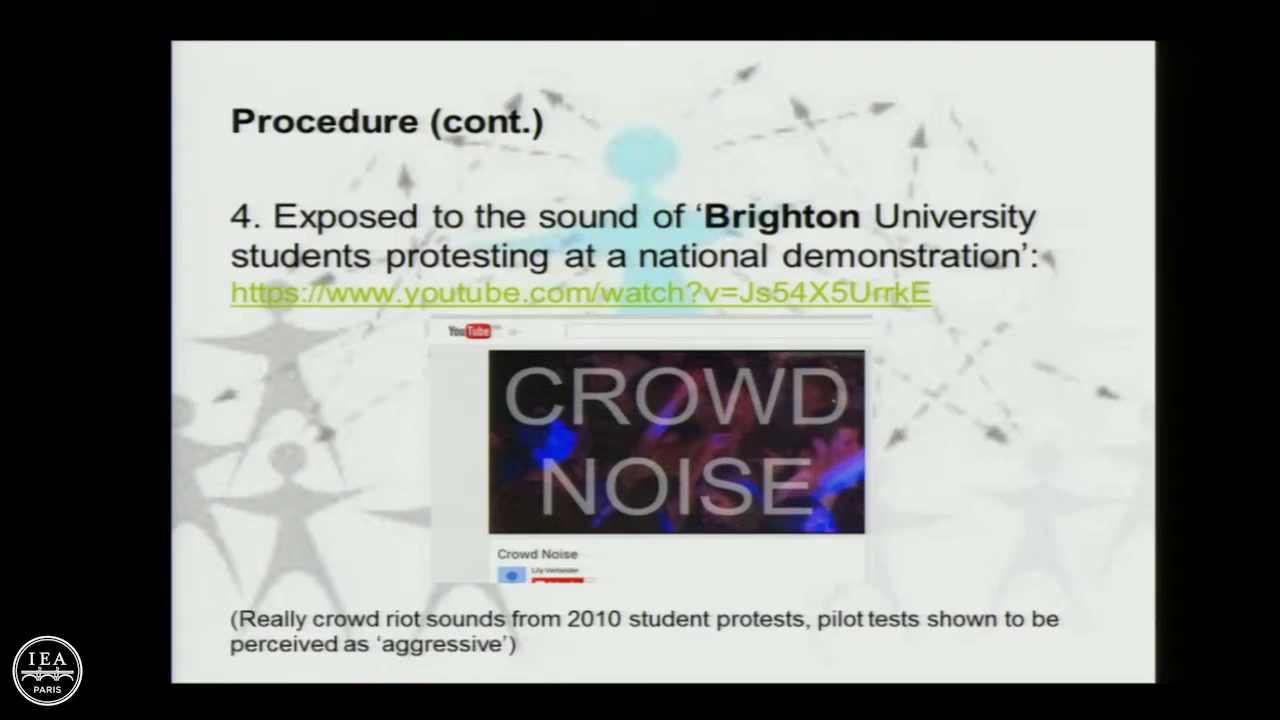 Procedure (cont.)
4. Exposed to the sound of ‘Brighton University
students protesting at a national demonstration’:
https://www.youtube.com/watch?v=Js54X5UrrkE
YouTube
CROWD
NOISE
Crowd Noise
(Really crowd riot sounds from 2010 student protests, pilot tests shown to be
perceived as ‘aggressive’)
IEA
PARIS